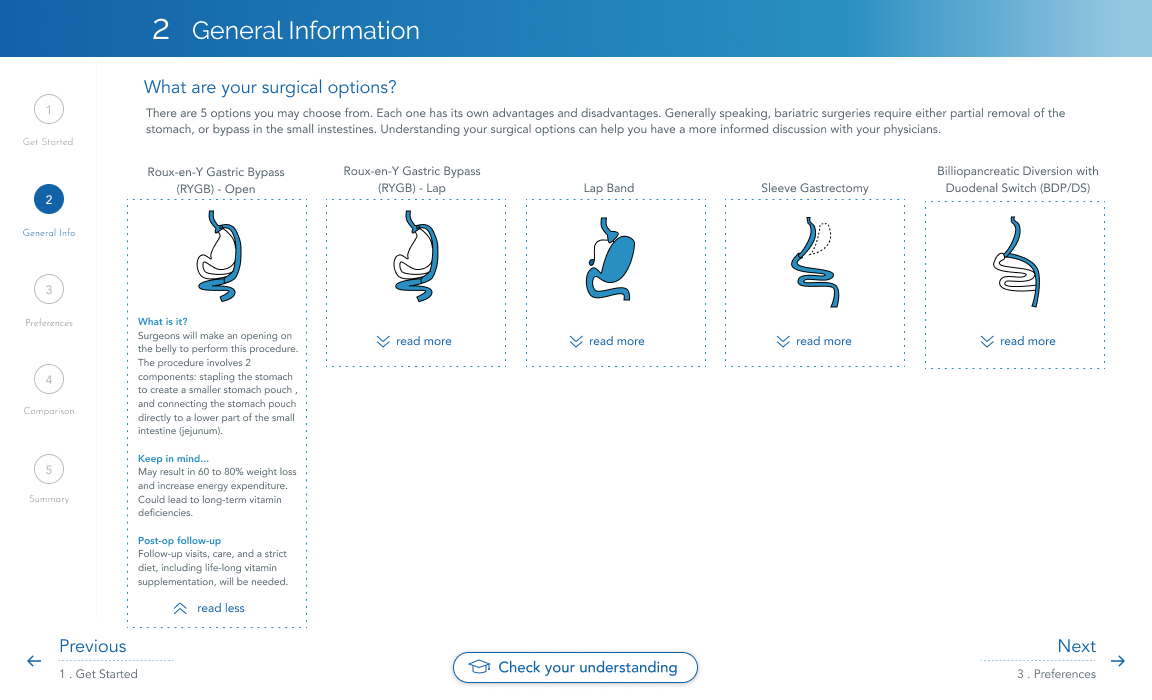 2 General Information
1
Get Started
2
General Info
3
Preferences
4
Comparison
5
Summary
What are your surgical options?
There are 5 options you may choose from. Each one has its own advantages and disadvantages. Generally speaking, bariatric surgeries require either partial removal of the
stomach, or bypass in the small instestines. Understanding your surgical options can help you have a more informed discussion with your physicians.
Roux-en-Y Gastric Bypass
(RYGB) - Open
What is it?
Surgeons will make an opening on
the belly to perform this procedure.
The procedure involves 2
components: stapling the stomach
to create a smaller stomach pouch ,
and connecting the stomach pouch
directly to a lower part of the small
intestine (jejunum).
Keep in mind...
May result in 60 to 80% weight loss
and increase energy expenditure.
Could lead to long-term vitamin
deficiencies.
Post-op follow-up
Follow-up visits, care, and a strict
diet, including life-long vitamin
supplementation, will be needed.
read less
Roux-en-Y Gastric Bypass
(RYGB) - Lap
read more
Lap Band
read more
Sleeve Gastrectomy
read more
Billiopancreatic Diversion with
Duodenal Switch (BDP/DS)
read more
Previous
1 . Get Started
Check your understanding
Next
3 . Preferences